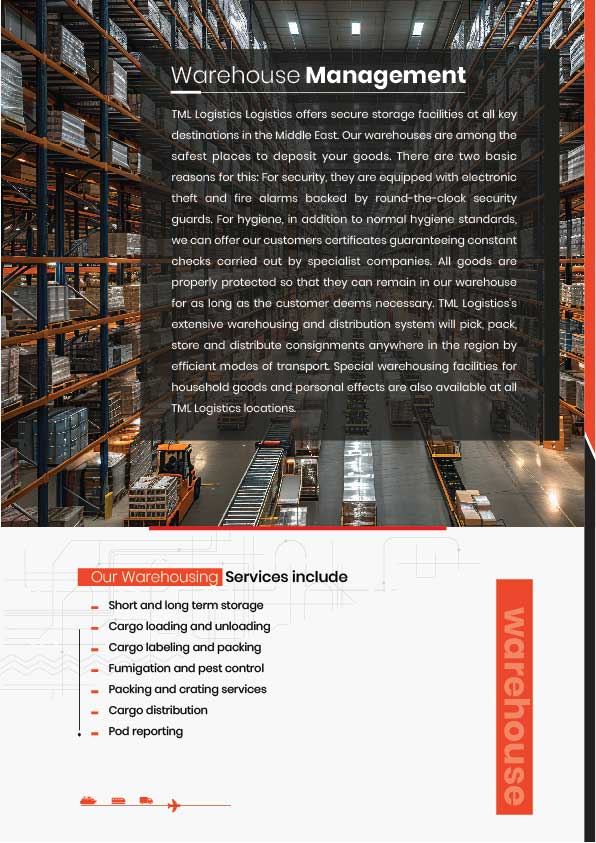 Warehouse Management
TML Logistics Logistics offers secure storage facilities at all key
destinations in the Middle East. Our warehouses are among the
safest places to deposit your goods. There are two basic
reasons for this: For security, they are equipped with electronic
theft and fire alarms backed by round-the-clock security
guards. For hygiene, in addition to normal hygiene standards,
we can offer our customers certificates guaranteeing constant
checks carried out by specialist companies. All goods are
properly protected so that they can remain in our warehouse
for as long as the customer deems necessary. TML Logistics's
extensive warehousing and distribution system will pick, pack,
store and distribute consignments anywhere in the region by
efficient modes of transport. Special warehousing facilities for
household goods and personal effects are also available at all
TML Logistics locations.
Our Warehousing Services include
Short and long term storage
Cargo loading and unloading
Cargo labeling and packing
Fumigation and pest control
Packing and crating services
Cargo distribution
Pod reporting
warehouse